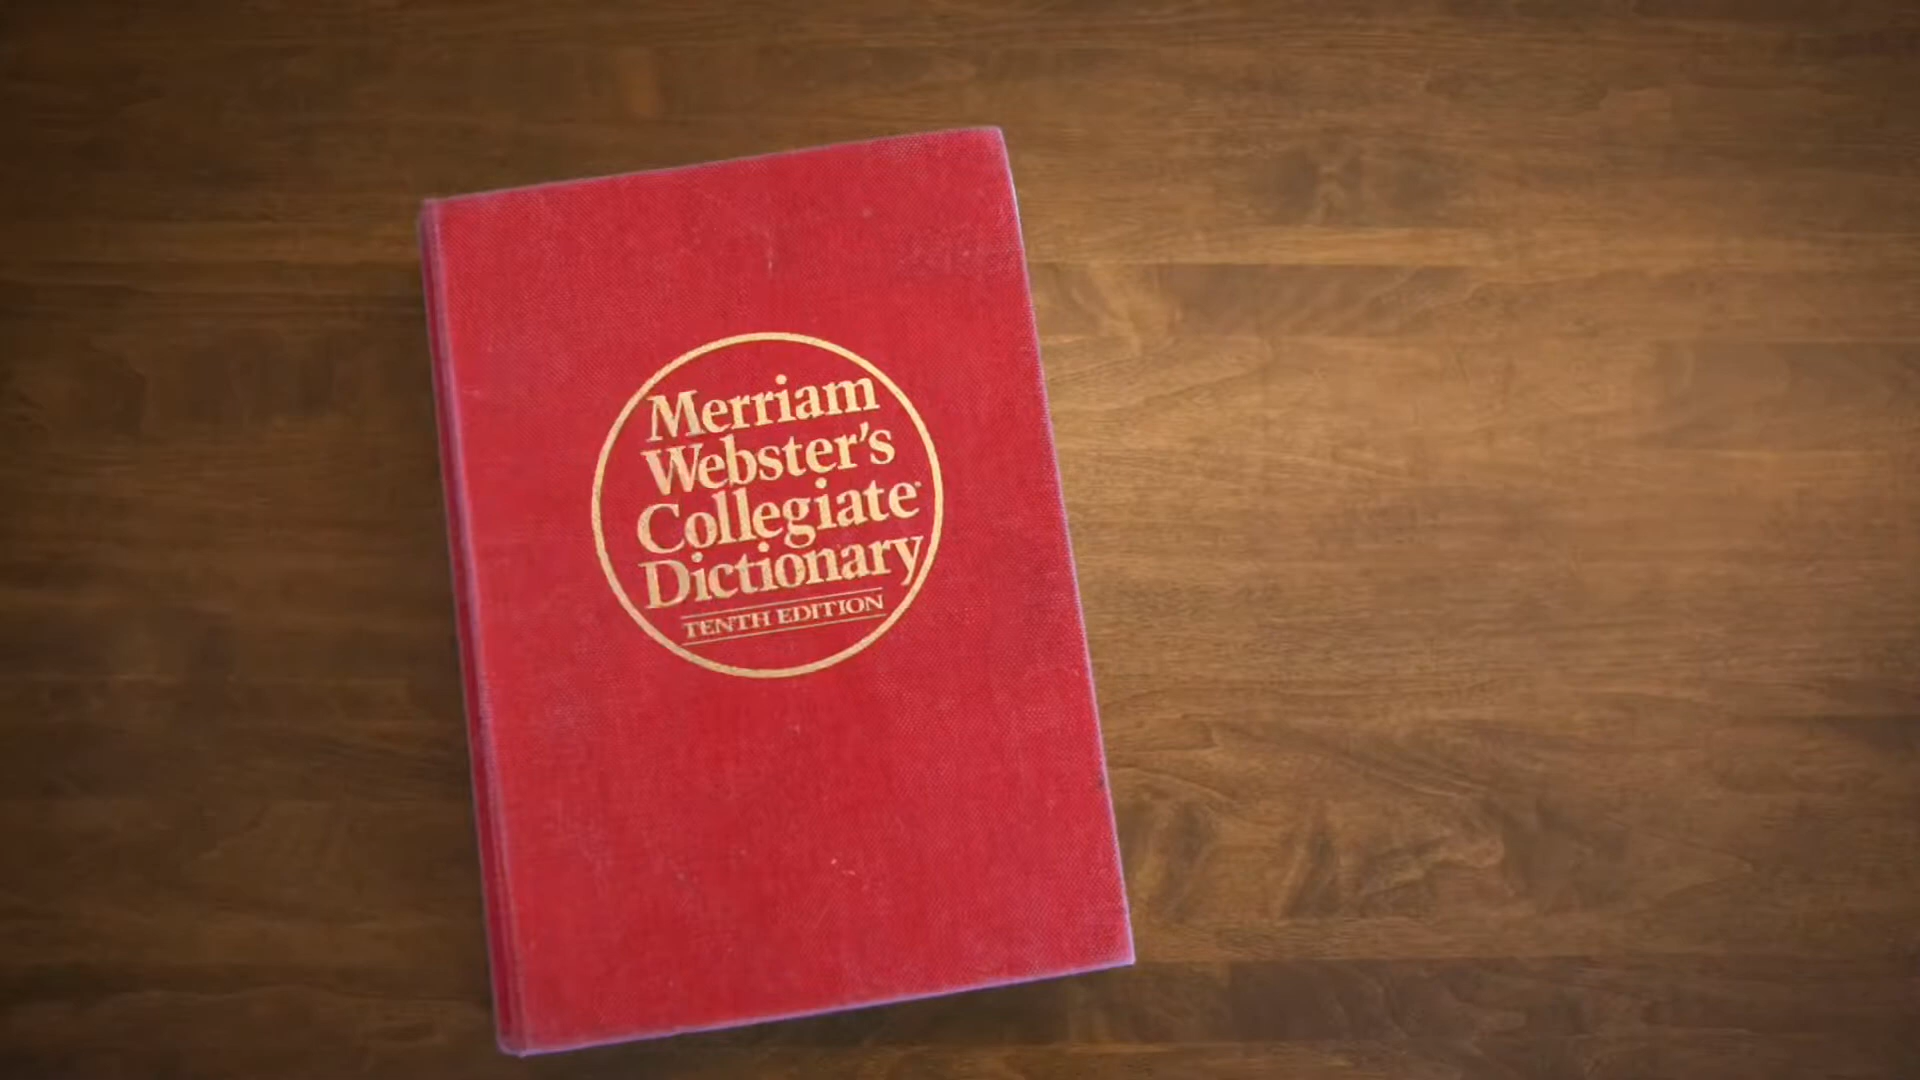 Merriam
Webster's
Collegiate®
Dictionary
TENTH EDITION